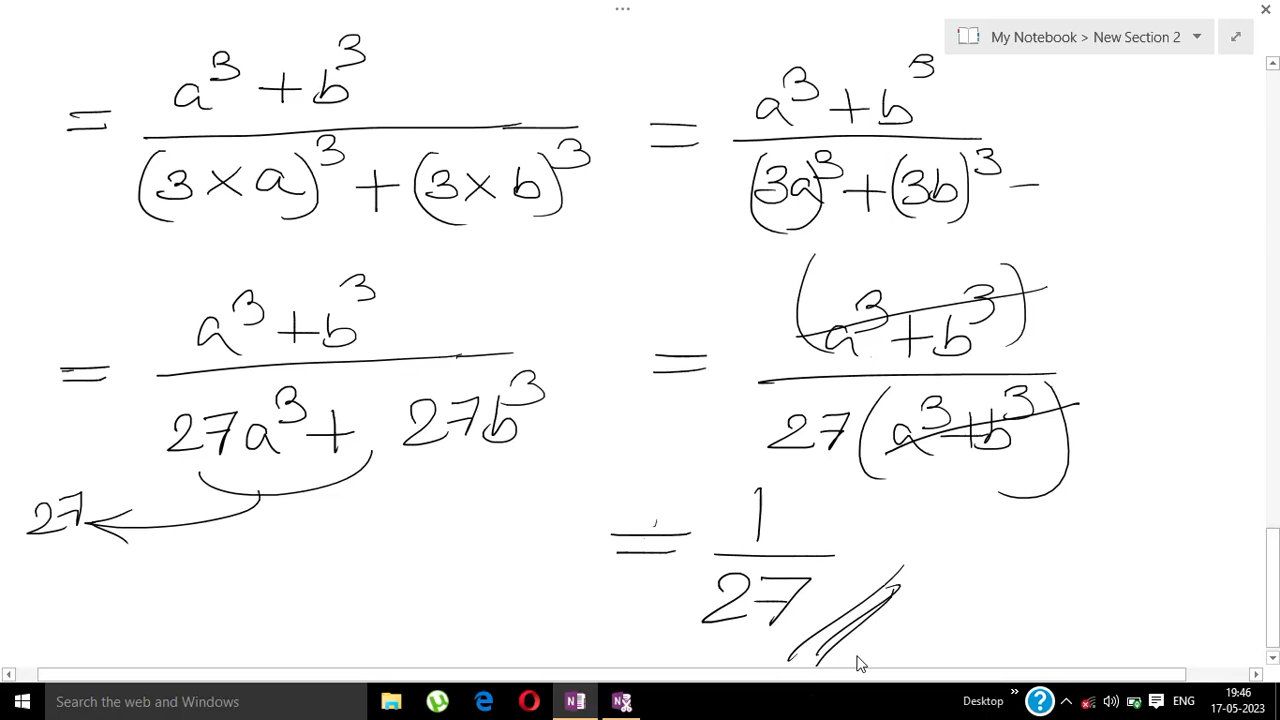 ...
My Notebook > New Section 2
= (a³ + b³) / ((3 × a)³ + (3 × b)³)
= (a³ + b³) / ((3a)³ + (3b)³) –
= (a³ + b³) / (27a³ + 27b³)
27
= (a³ + b³) / 27(a³ + b³)
= 1 / 27
Search the web and Windows
Desktop
»
ENG
19:46
17-05-2023